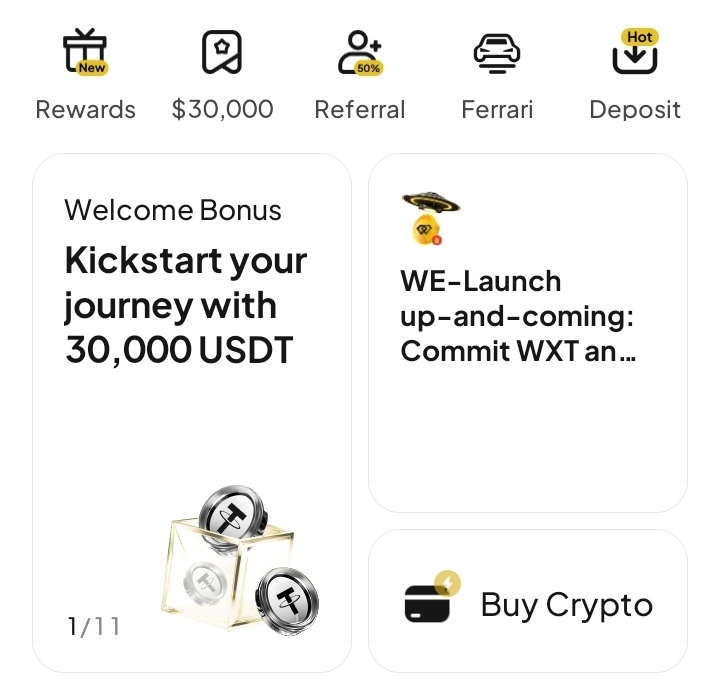 New
50%
Hot
Rewards
$30,000
Referral
Ferrari
Deposit
Welcome Bonus
Kickstart your
journey with
30,000 USDT
1/11
WE-Launch
up-and-coming:
Commit WXT an...
Buy Crypto